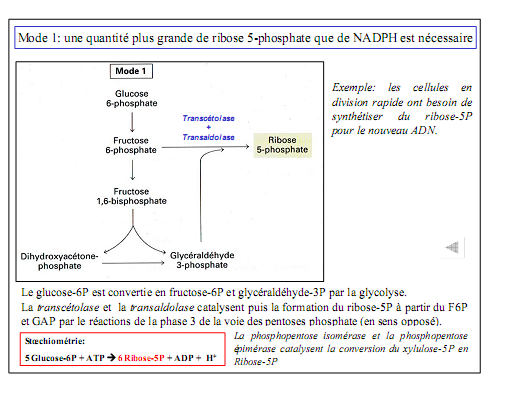 Mode 1: une quantité plus grande de ribose 5-phosphate que de NADPH est nécessaire
Mode 1
Glucose
6-phosphate
Transcétolase
+
Transaldolase
Fructose
6-phosphate
Ribose
5-phosphate
Fructose
1,6-bisphosphate
Dihydroxyacétone-
phosphate
Glycéraldéhyde
3-phosphate
Exemple: les cellules en
division rapide ont besoin de
synthétiser du ribose-5P
pour le nouveau ADN.
Le glucose-6P est convertie en fructose-6P et glycéraldéhyde-3P par la glycolyse.
La transcétolase et la transaldolase catalysent puis la formation du ribose-5P à partir du F6P
et GAP par le réactions de la phase 3 de la voie des pentoses phosphate (en sens opposé).
Stœchiométrie:
5 Glucose-6P + ATP → 6 Ribose-5P + ADP + H⁺
La phosphopentose isomérase et la phosphopentose
épimérase catalysent la conversion du xylulose-5P en
Ribose-5P